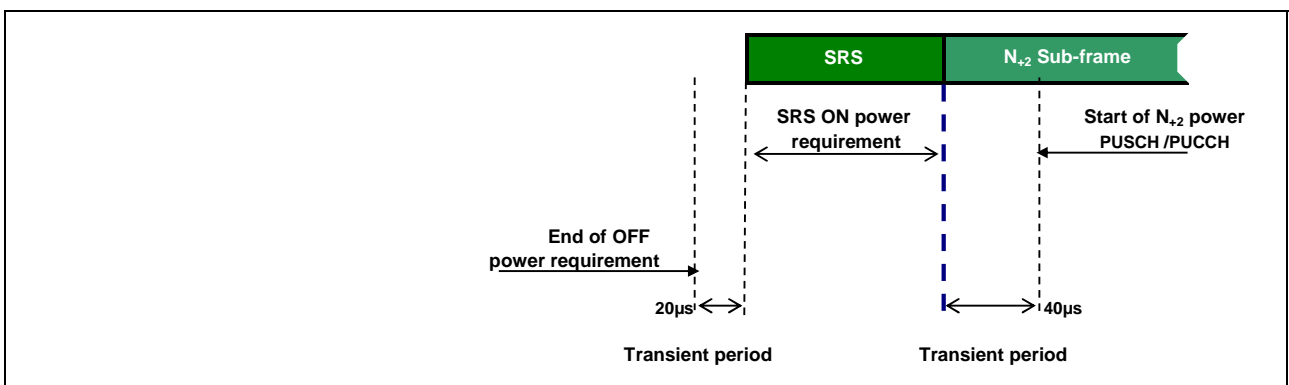 SRS
N+2 Sub-frame
SRS ON power
requirement
Start of N+2 power
PUSCH /PUCCH
End of OFF
power requirement
20µs
40µs
Transient period
Transient period